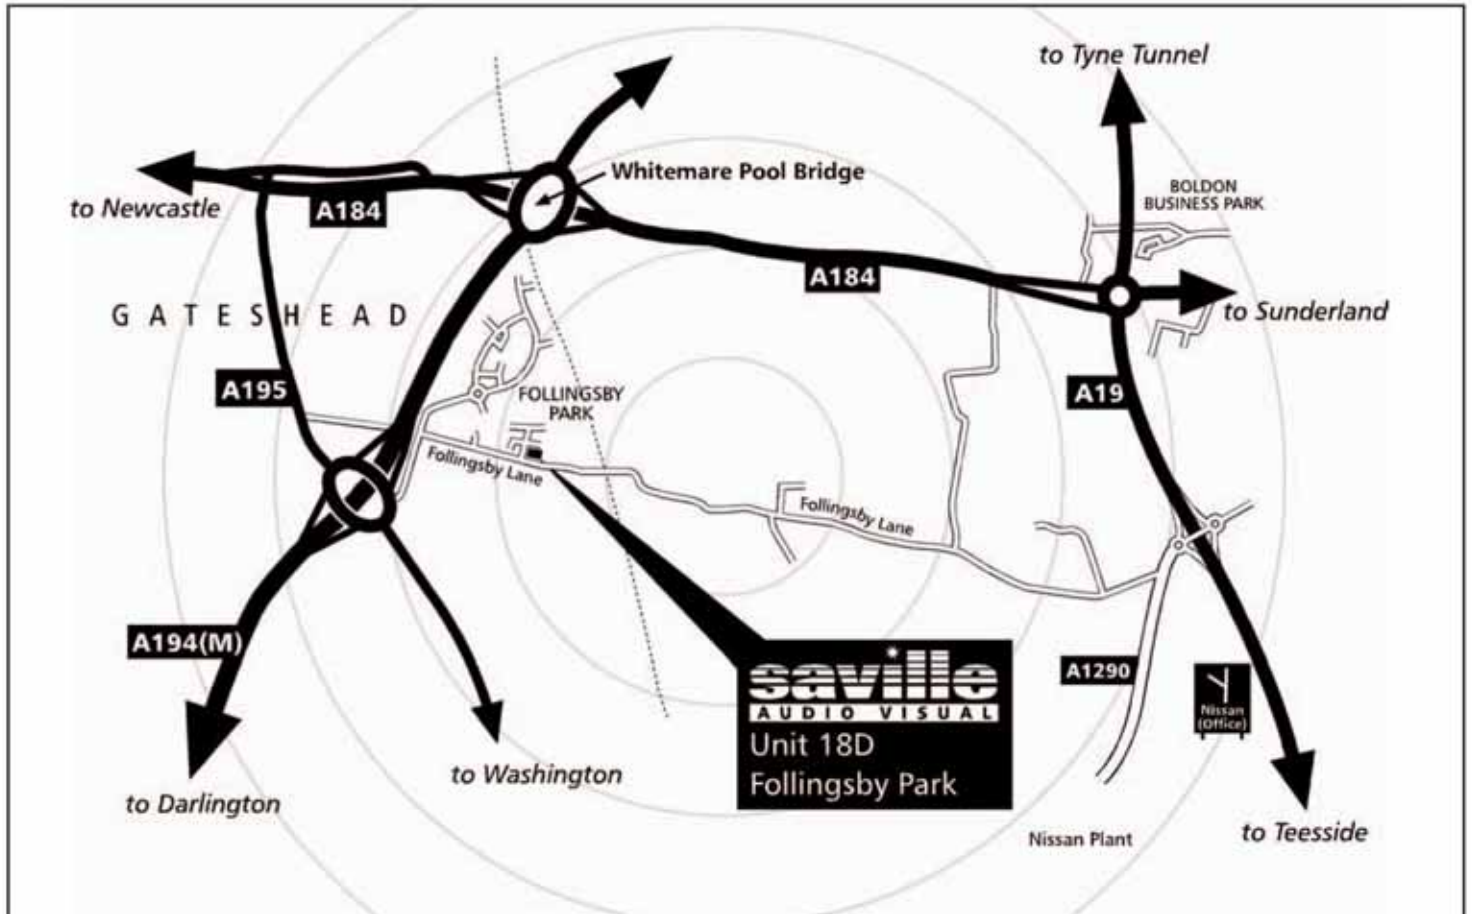 to Tyne Tunnel
Whitemare Pool Bridge
BOLDON
BUSINESS PARK
to Newcastle
A184
A184
to Sunderland
GATESHEAD
A195
A19
FOLLINGSBY
PARK
Follingsby Lane
Follingsby Lane
A194(M)
A1290
saville
AUDIO VISUAL
Unit 18D
Follingsby Park
Nissan
(Office)
to Washington
to Darlington
Nissan Plant
to Teesside